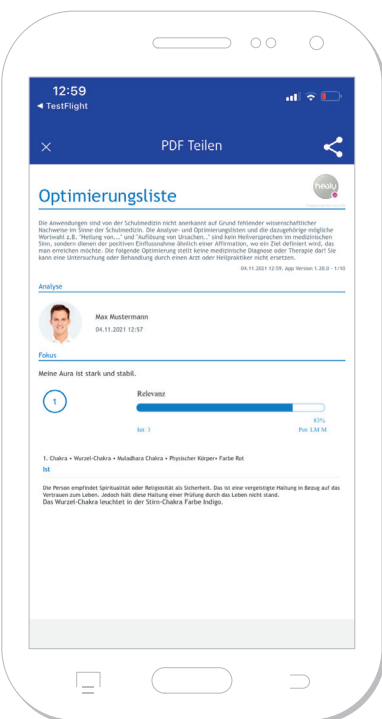 12:59
◄ TestFlight
PDF Teilen
healy
Optimierungsliste
Die Anwendungen sind von der Schulmedizin nicht anerkannt auf Grund fehlender wissenschaftlicher
Nachweise im Sinne der Schulmedizin. Die Analyse- und Optimierungslisten und die dazugehörige mögliche
Wortwahl z.B. "Heilung von,..." und "Auflösung von Ursachen.." sind kein Heilversprechen im medizinischen
Sinn, sondern dienen der positiven Einflussnahme ähnlich einer Affirmation, wo ein Ziel definiert wird, das
man erreichen möchte. Die folgende Optimierung stellt keine medizinische Diagnose oder Therapie dar! Sie
kann eine Untersuchung oder Behandlung durch einen Arzt oder Heilpraktiker nicht ersetzen.
04.11.2021 12:59, App Version 1.20.0 - 1/10
Analyse
Max Mustermann
04.11.2021 12:57
Fokus
Meine Aura ist stark und stabil.
1
Relevanz
83%
Int 3
Pot LM M
1. Chakra • Wurzel-Chakra • Muladhara Chakra • Physischer Körper• Farbe Rot
Ist
Die Person empfindet Spiritualität oder Religiosität als Sicherheit. Das ist eine vergeistigte Haltung in Bezug auf das
Vertrauen zum Leben. Jedoch hält diese Haltung einer Prüfung durch das Leben nicht stand.
Das Wurzel-Chakra leuchtet in der Stirn-Chakra Farbe Indigo.